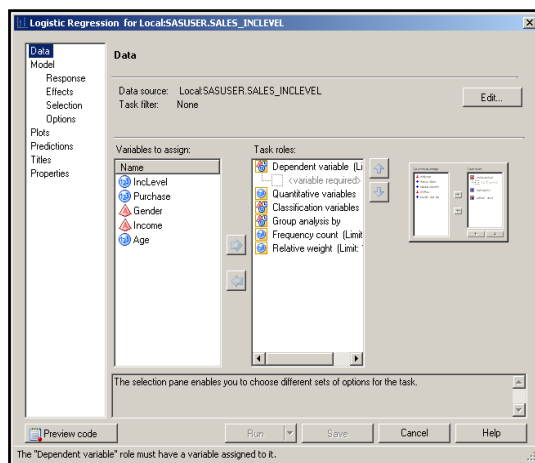 Logistic Regression for Local:SASUSER.SALES_INCLEVEL
Data
Model
Response
Effects
Selection
Options
Plots
Predictions
Titles
Properties
Data
Data source: Local:SASUSER.SALES_INCLEVEL
Task filter: None
Edit...
Variables to assign:
Name
IncLevel
Purchase
Gender
Income
Age
Task roles:
Dependent variable (Li
<variable required>
Quantitative variables
Classification variables
Group analysis by
Frequency count (Limit
Relative weight (Limit:
The selection pane enables you to choose different sets of options for the task.
Preview code
Run
Save
Cancel
Help
The "Dependent variable" role must have a variable assigned to it.